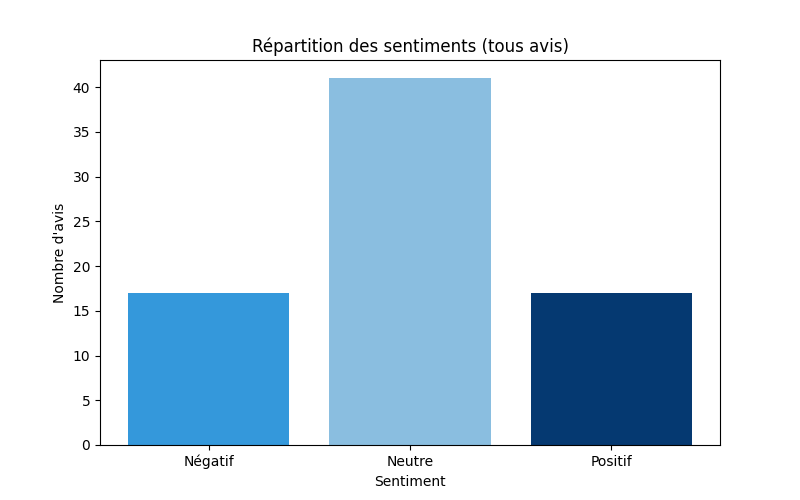 Répartition des sentiments (tous avis)
Nombre d'avis
40
35
30
25
20
15
10
5
0
Négatif Neutre Positif
Sentiment